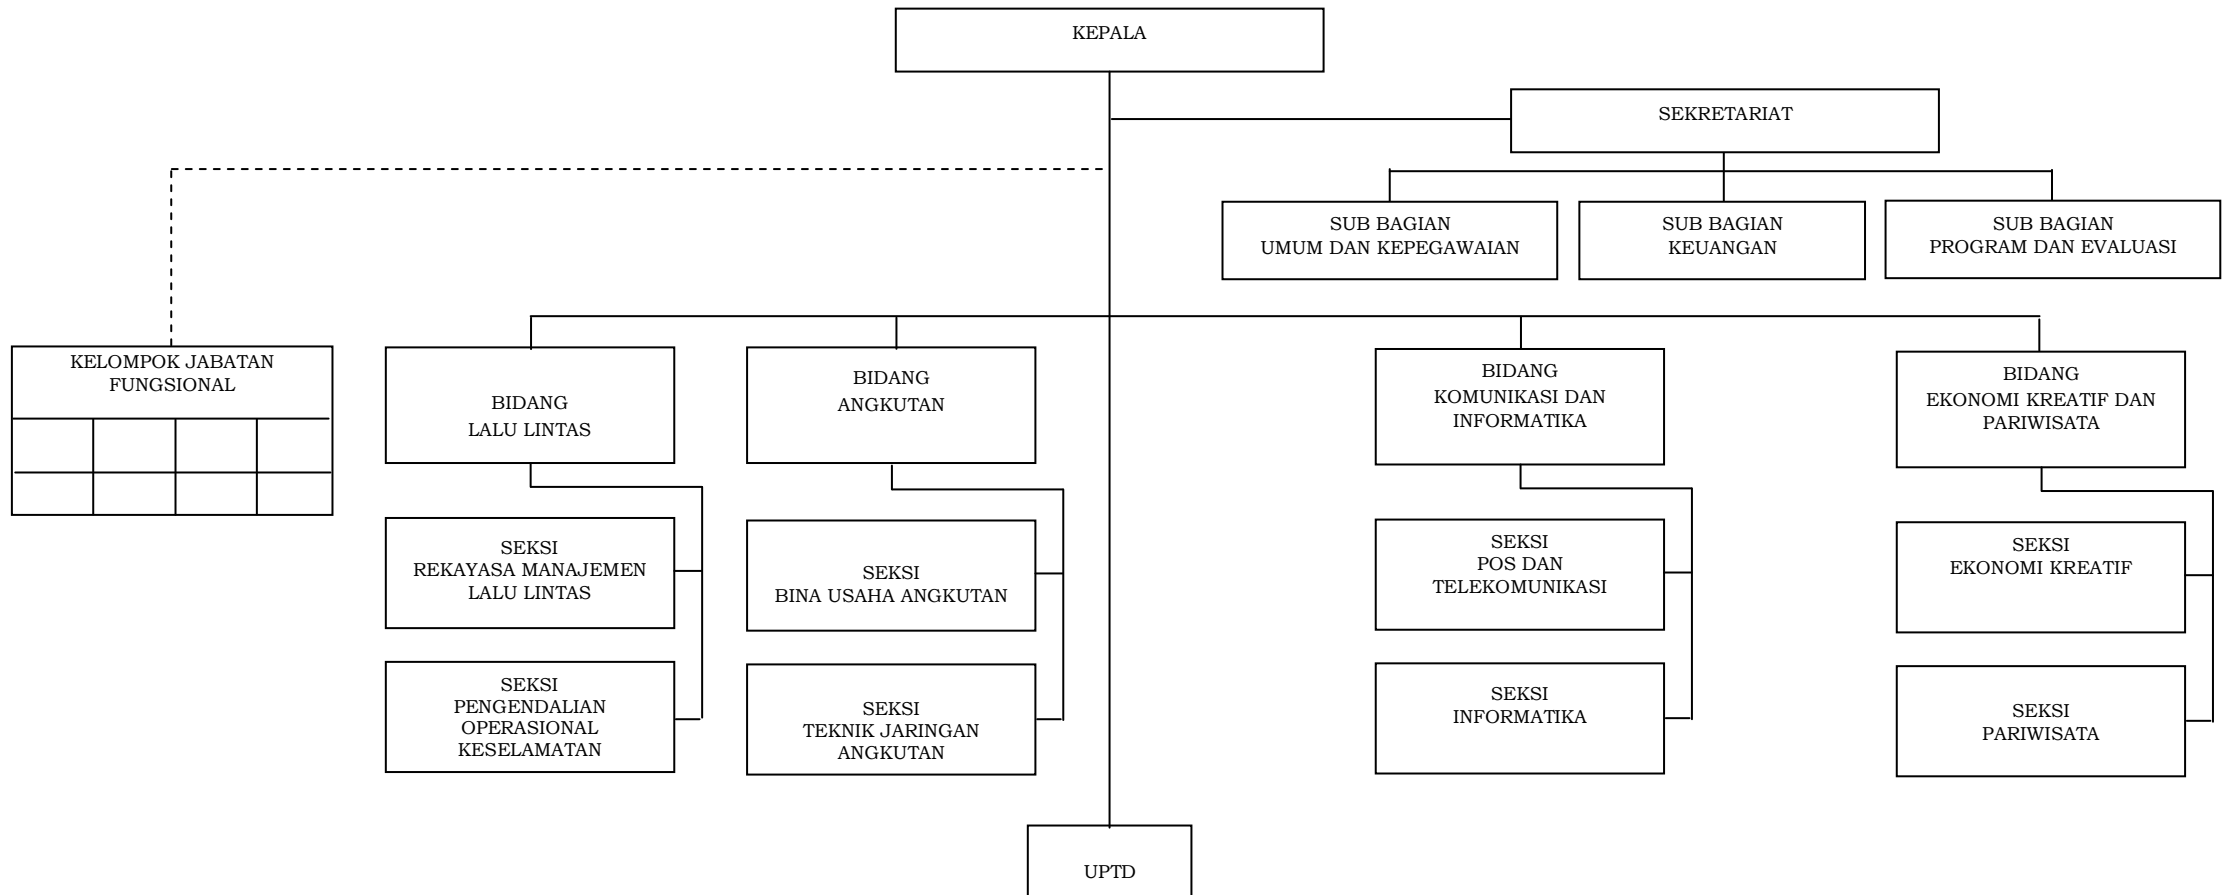 KEPALA
SEKRETARIAT
SUB BAGIAN
UMUM DAN KEPEGAWAIAN
SUB BAGIAN
KEUANGAN
SUB BAGIAN
PROGRAM DAN EVALUASI
KELOMPOK JABATAN
FUNGSIONAL
BIDANG
LALU LINTAS
BIDANG
ANGKUTAN
BIDANG
KOMUNIKASI DAN
INFORMATIKA
BIDANG
EKONOMI KREATIF DAN
PARIWISATA
SEKSI
REKAYASA MANAJEMEN
LALU LINTAS
SEKSI
BINA USAHA ANGKUTAN
SEKSI
POS DAN
TELEKOMUNIKASI
SEKSI
EKONOMI KREATIF
SEKSI
PENGENDALIAN
OPERASIONAL
KESELAMATAN
SEKSI
TEKNIK JARINGAN
ANGKUTAN
SEKSI
INFORMATIKA
SEKSI
PARIWISATA
UPTD